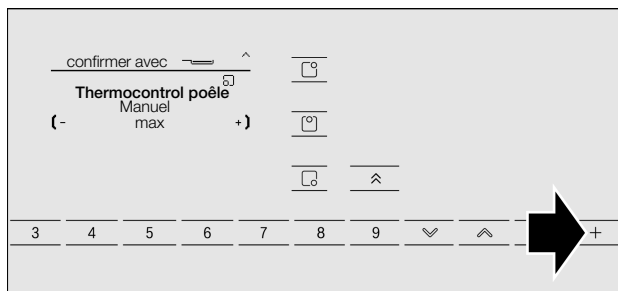 confirmer avec
Thermocontrol poêle
Manuel
(- max +)
3 4 5 6 7 8 9 +